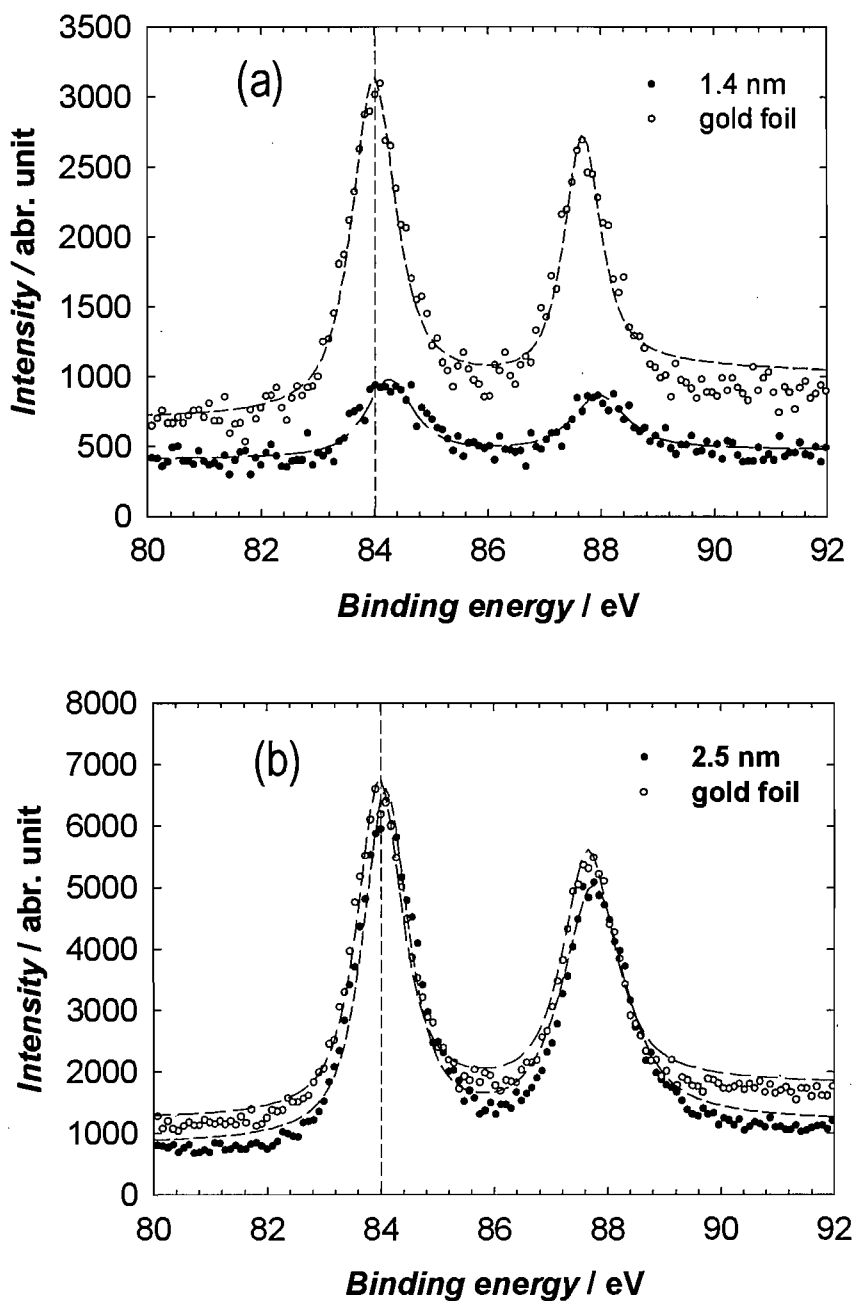 3500
3000
2500
2000
1500
1000
500
0
(a)
1.4 nm
gold foil
Intensity / abr. unit
80 82 84 86 88 90 92
Binding energy / eV
8000
7000
6000
5000
4000
3000
2000
1000
0
(b)
2.5 nm
gold foil
Intensity / abr. unit
80 82 84 86 88 90 92
Binding energy / eV